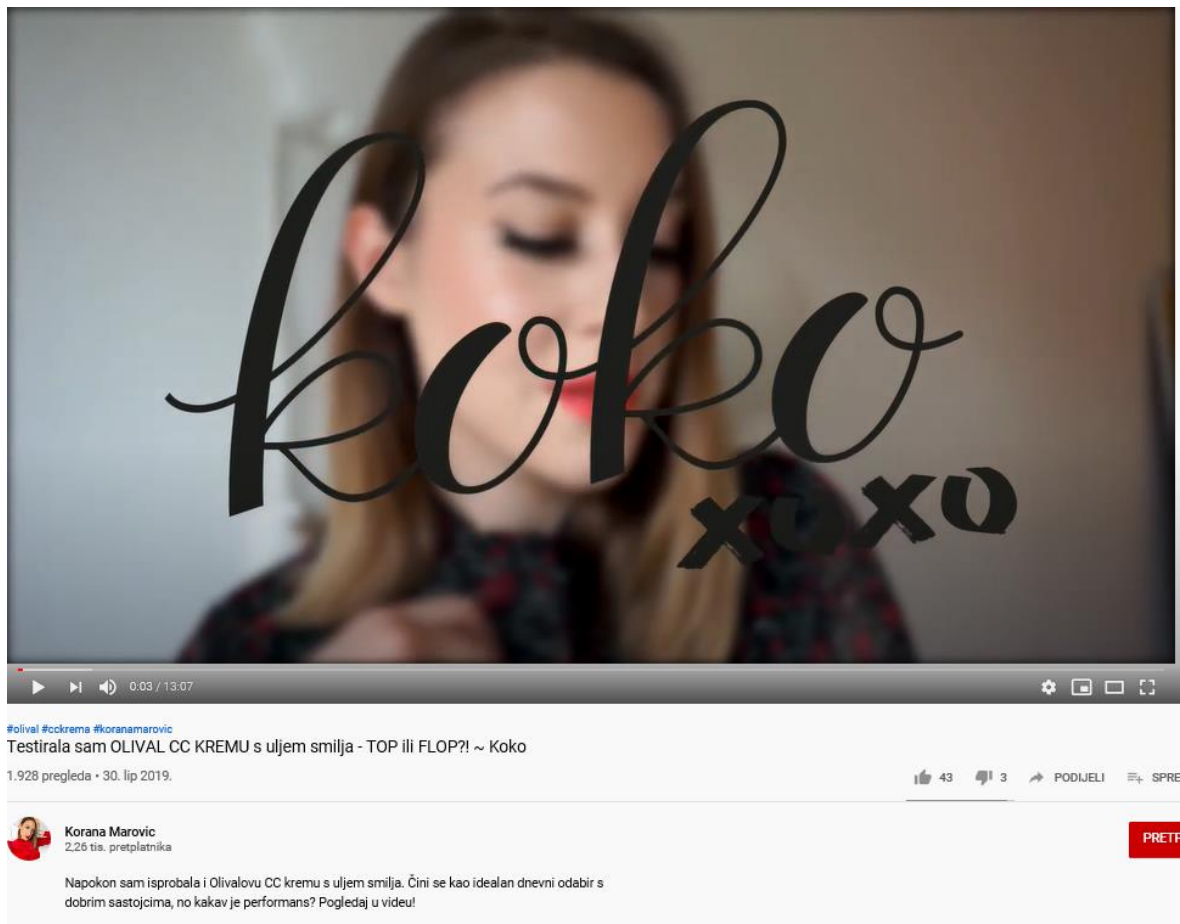 koko
xoxo
0:03 / 13:07
#olival #cckrema #koranamarovic
Testirala sam OLIVAL CC KREMU s uljem smilja - TOP ili FLOP?! ~ Koko
1.928 pregleda • 30. lip 2019.
43
3
PODIJELI
SPRE
Korana Marovic
2,26 tis. pretplatnika
PRETP
Napokon sam isprobala i Olivalovu CC kremu s uljem smilja. Čini se kao idealan dnevni odabir s
dobrim sastojcima, no kakav je performans? Pogledaj u videu!